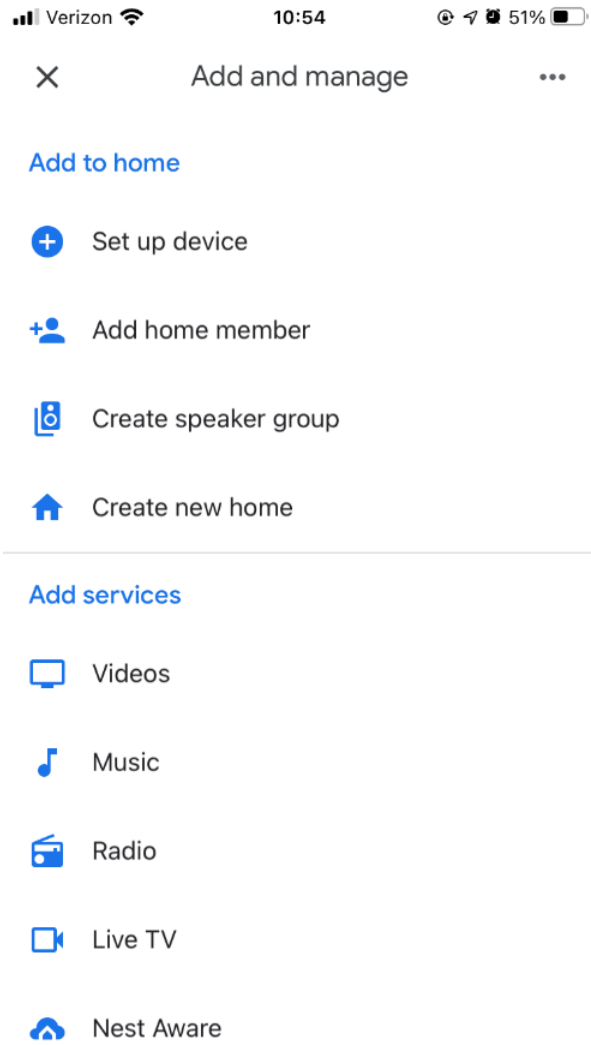 Verizon 10:54 51%
Add and manage
Add to home
Set up device
Add home member
Create speaker group
Create new home
Add services
Videos
Music
Radio
Live TV
Nest Aware